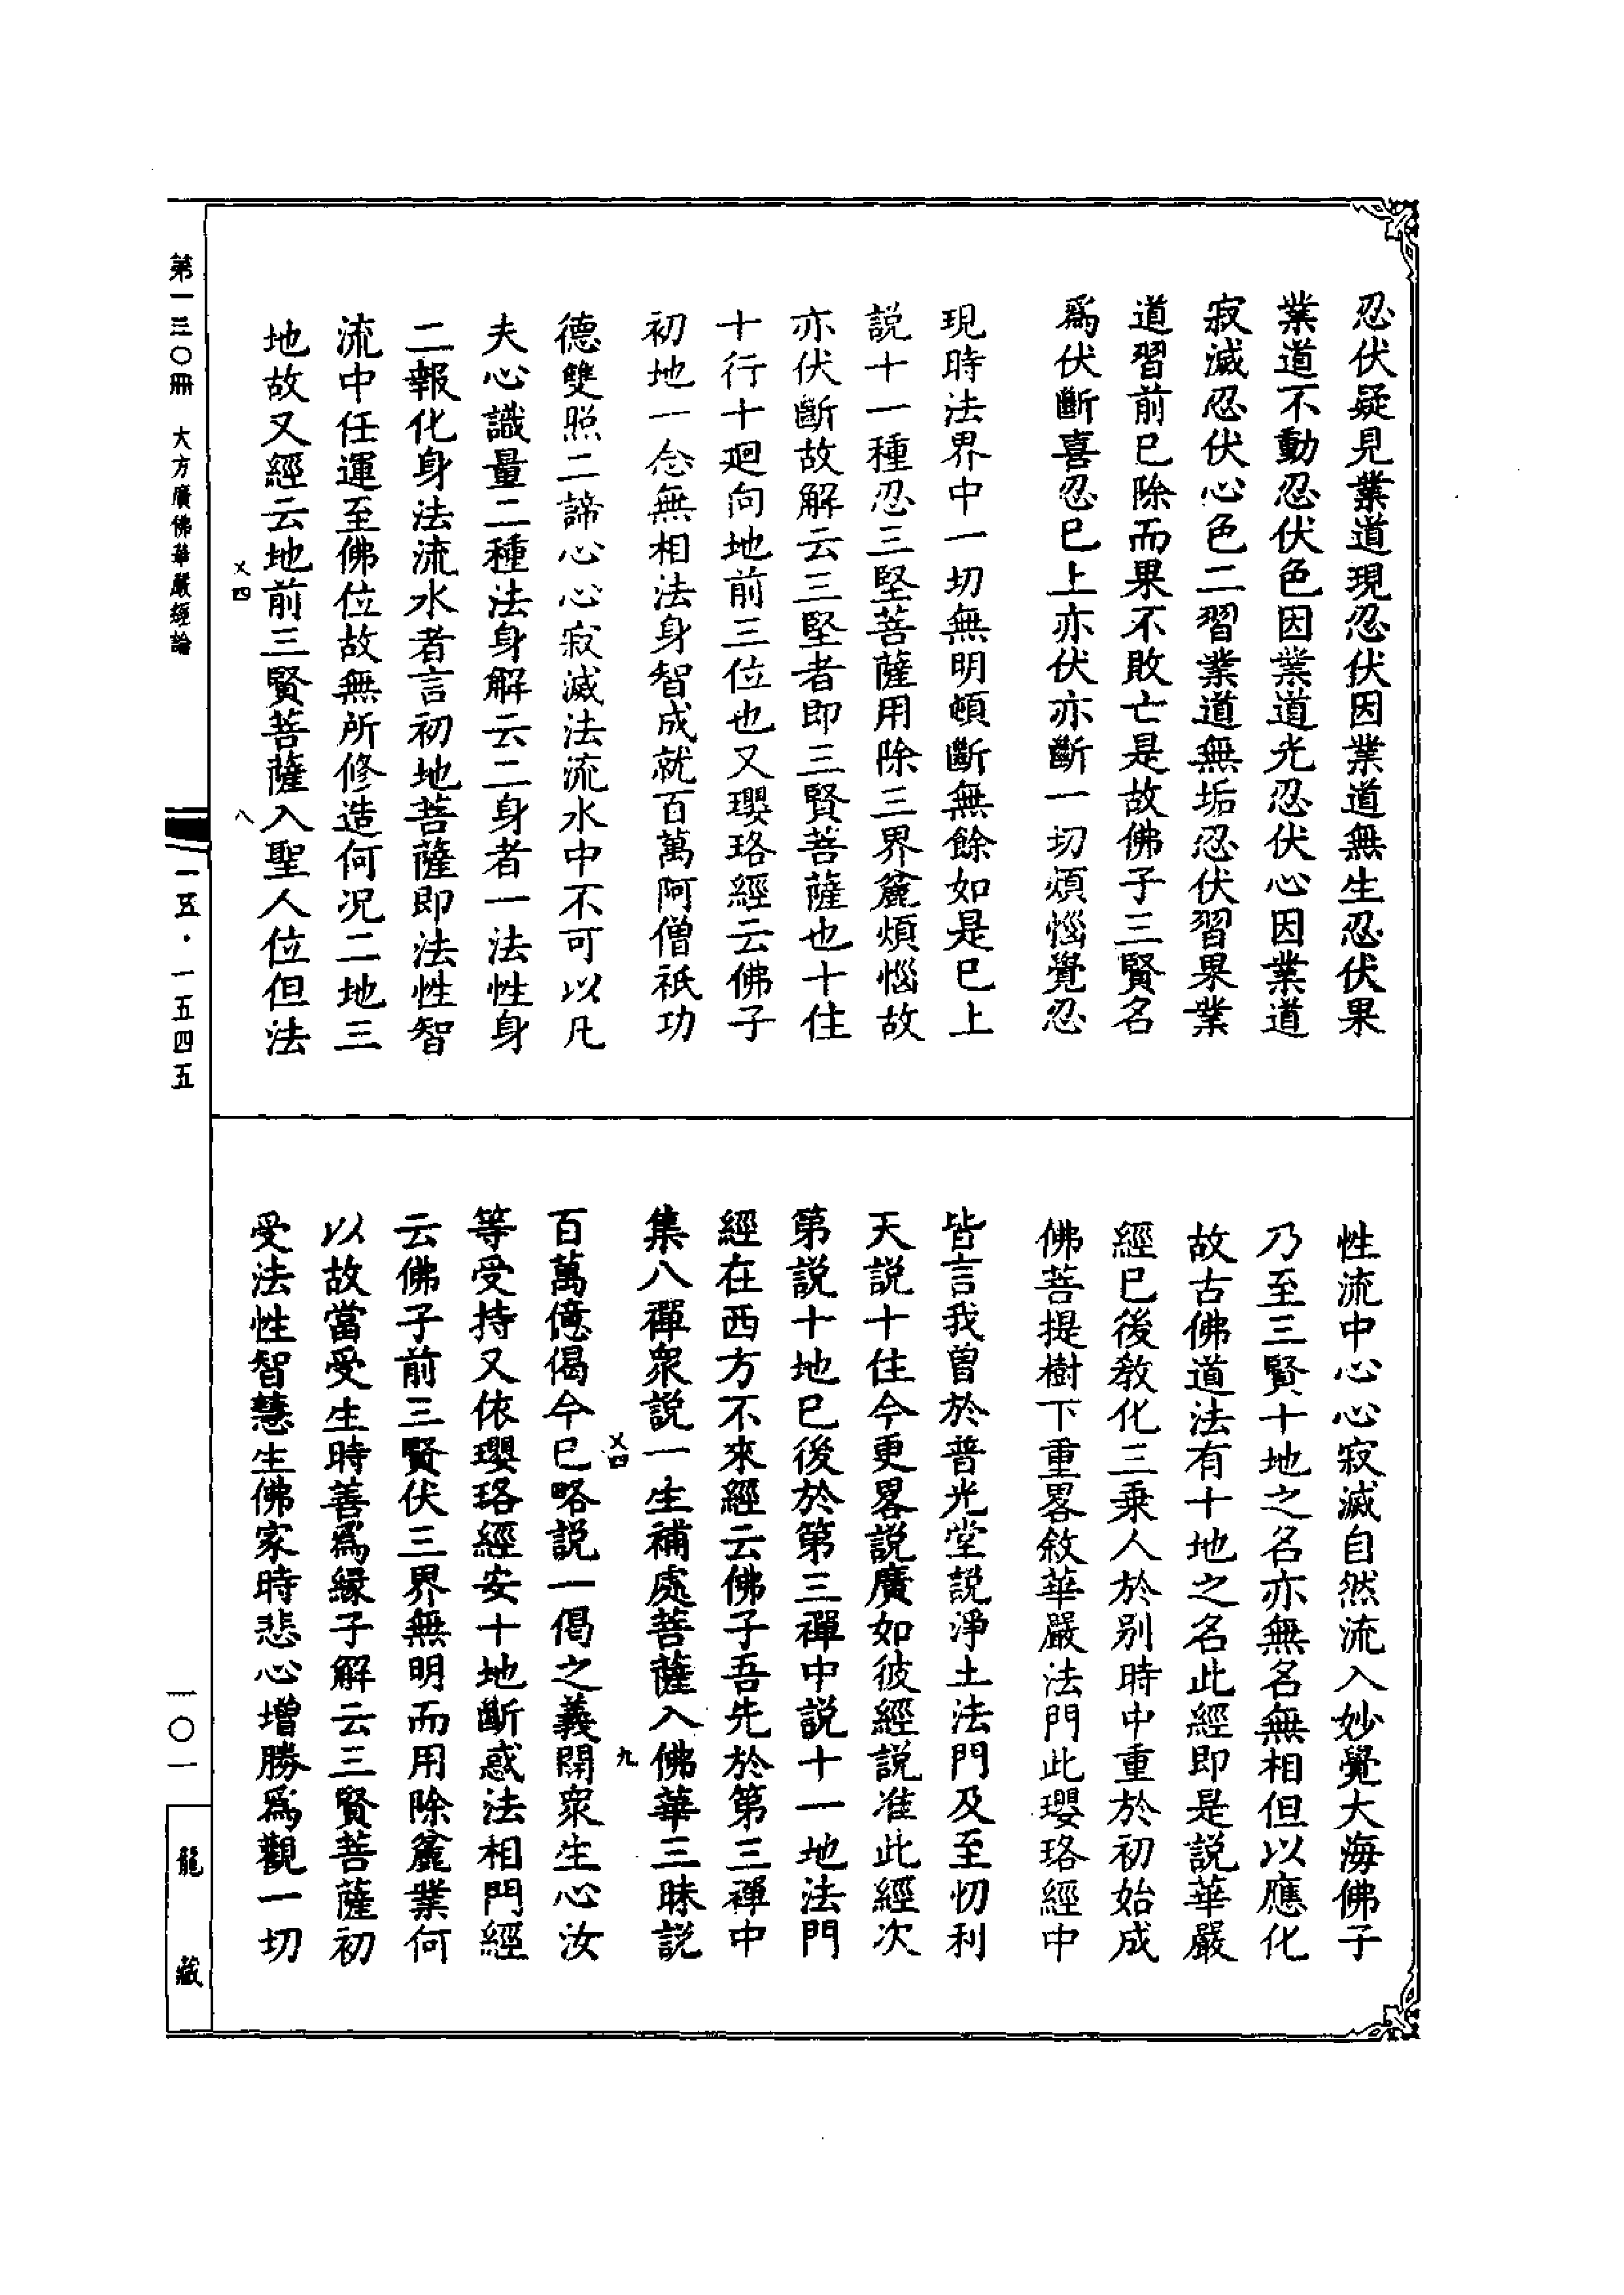 忍伏疑見業道現忍伏因業道無生忍伏果
業道不動忍伏色因業道光忍伏心因業道
寂滅忍伏心色二習業道無垢忍伏習果業
道習前已除而果不敗亡是故佛子三賢名
爲伏斷喜忍已上亦伏亦斷一切煩惱覺忍
現時法界中一切無明頓斷無餘如是已上
説十一種忍三堅菩薩用除三界麄煩惱故
亦伏斷故解云三堅者即三賢菩薩也十住
十行十廻向地前三位也又瓔珞經云佛子
初地一念無相法身智成就百萬阿僧祇功
德雙照二諦心心寂滅法流水中不可以凡
夫心識量二種法身解云二身者一法性身
二報化身法流水者言初地菩薩即法性智
流中任運至佛位故無所修造何况二地三
地故又經云地前三賢菩薩入聖人位但法
㐅四
八
性流中心心寂滅自然流入妙覺大海佛子
乃至三賢十地之名亦無名無相但以應化
故古佛道法有十地之名此經即是説華嚴
經已後教化三乗人於别時中重於初始成
佛菩提樹下重畧敘華嚴法門此瓔珞經中
皆言我曾於普光堂説淨土法門及至忉利
天説十住今更畧説廣如彼經説准此經次
第説十地已後於第三禪中説十一地法門
經在西方不來經云佛子吾先於第三禪中
集八禪衆説一生補處菩薩入佛華三昧説
㐅四
九
百萬億偈今已略説一偈之義開衆生心汝
等受持又依瓔珞經安十地斷惑法相門經
云佛子前三賢伏三界無明而用除麄業何
以故當受生時善爲緣子解云三賢菩薩初
受法性智慧生佛家時悲心增勝爲觀一切
第一三〇冊 大方廣佛華嚴經論
一五·一五四五
一〇一
龍藏